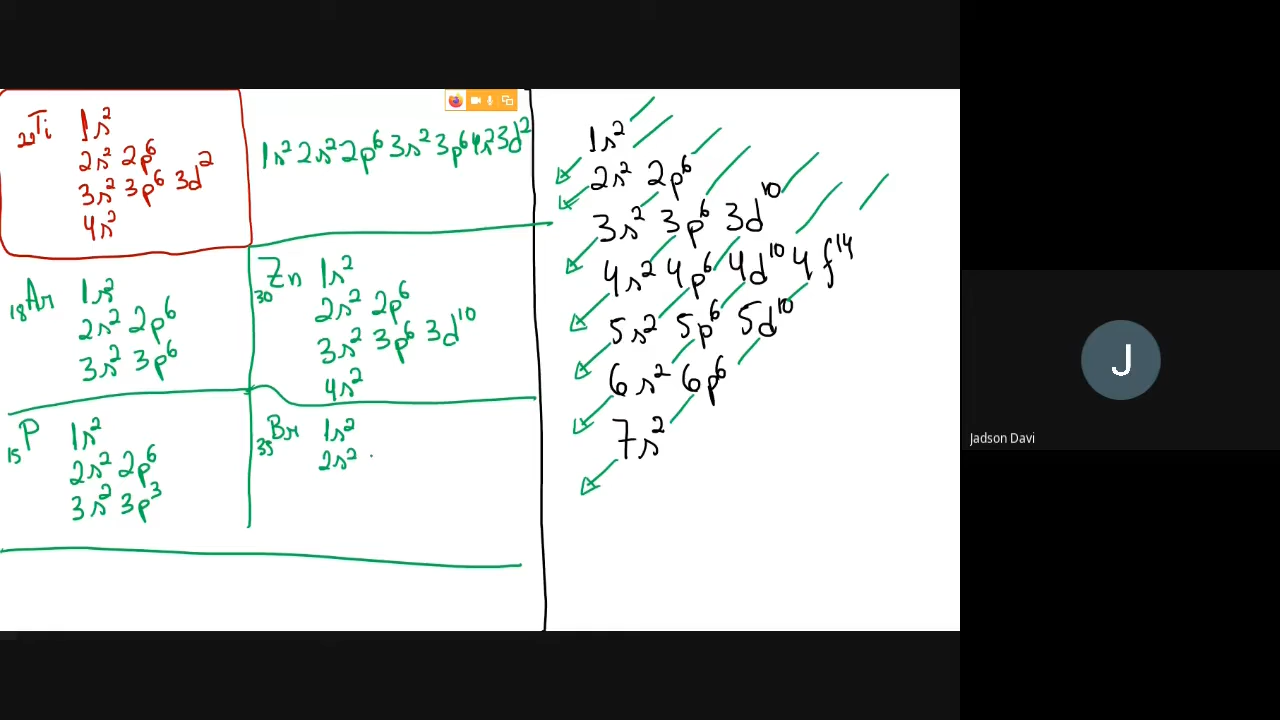 22Ti 1s²
2s² 2p⁶
3s² 3p⁶ 3d²
4s²
1s² 2s² 2p⁶ 3s² 3p⁶ 4s² 3d²
18Ar 1s²
2s² 2p⁶
3s² 3p⁶
30Zn 1s²
2s² 2p⁶
3s² 3p⁶ 3d¹⁰
4s²
15P 1s²
2s² 2p⁶
3s² 3p³
35Br 1s²
2s²
1s²
2s² 2p⁶
3s² 3p⁶ 3d¹⁰
4s² 4p⁶ 4d¹⁰ 4f¹⁴
5s² 5p⁶ 5d¹⁰
6s² 6p⁶
7s²
J
Jadson Davi